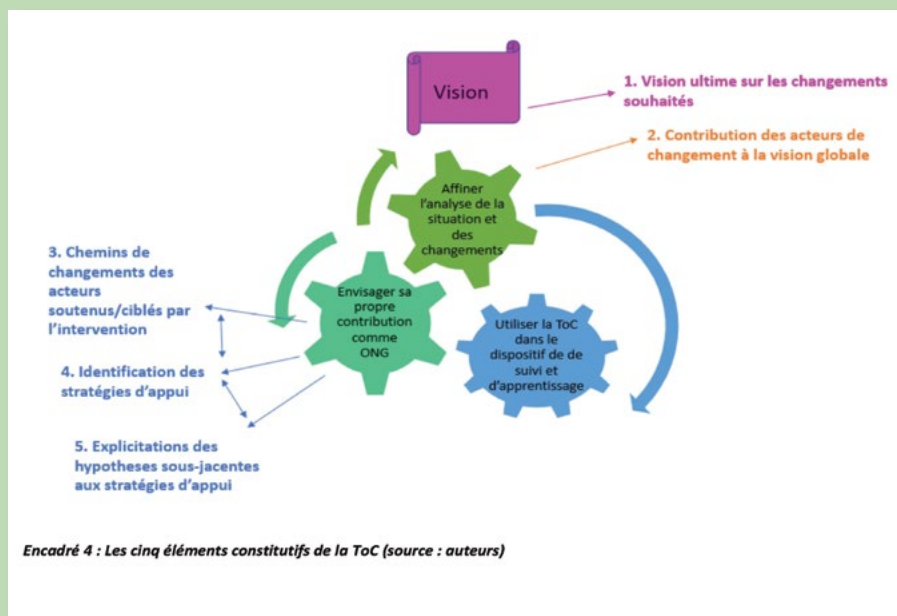 Vision
1. Vision ultime sur les changements
souhaités
2. Contribution des acteurs de
changement à la vision globale
Affiner
l'analyse de la
situation et
des
changements
3. Chemins de
changements des
acteurs
soutenus/ciblés par
l'intervention
Envisager sa
propre
contribution
comme
ONG
Utiliser la ToC
dans le
dispositif de de
suivi et
d'apprentissage
4. Identification des
stratégies d'appui
5. Explicitations des
hypotheses sous-jacentes
aux stratégies d'appui
Encadré 4 : Les cinq éléments constitutifs de la ToC (source : auteurs)